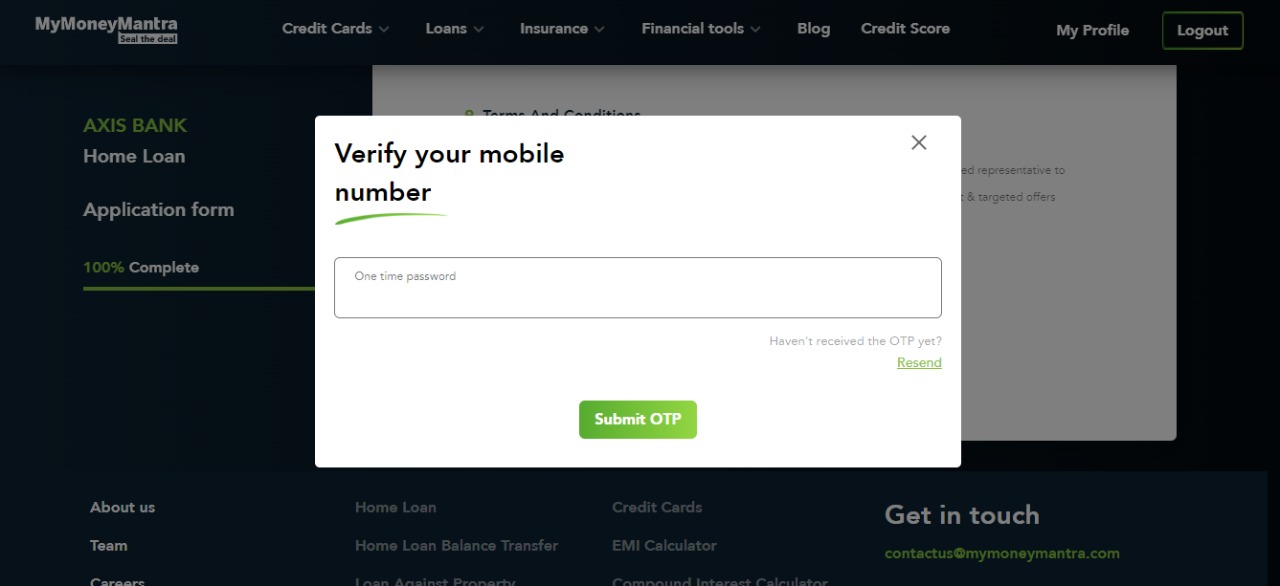 MyMoneyMantra
Seal the deal
Credit Cards
Loans
Insurance
Financial tools
Blog
Credit Score
My Profile
Logout
AXIS BANK
Home Loan
Application form
100% Complete
8 Terms And Conditions
ed representative to
t & targeted offers
Verify your mobile
number
One time password
Haven't received the OTP yet?
Resend
Submit OTP
About us
Team
Careers
Home Loan
Home Loan Balance Transfer
Loan Against Property
Credit Cards
EMI Calculator
Compound Interest Calculator
Get in touch
contactus@mymoneymantra.com